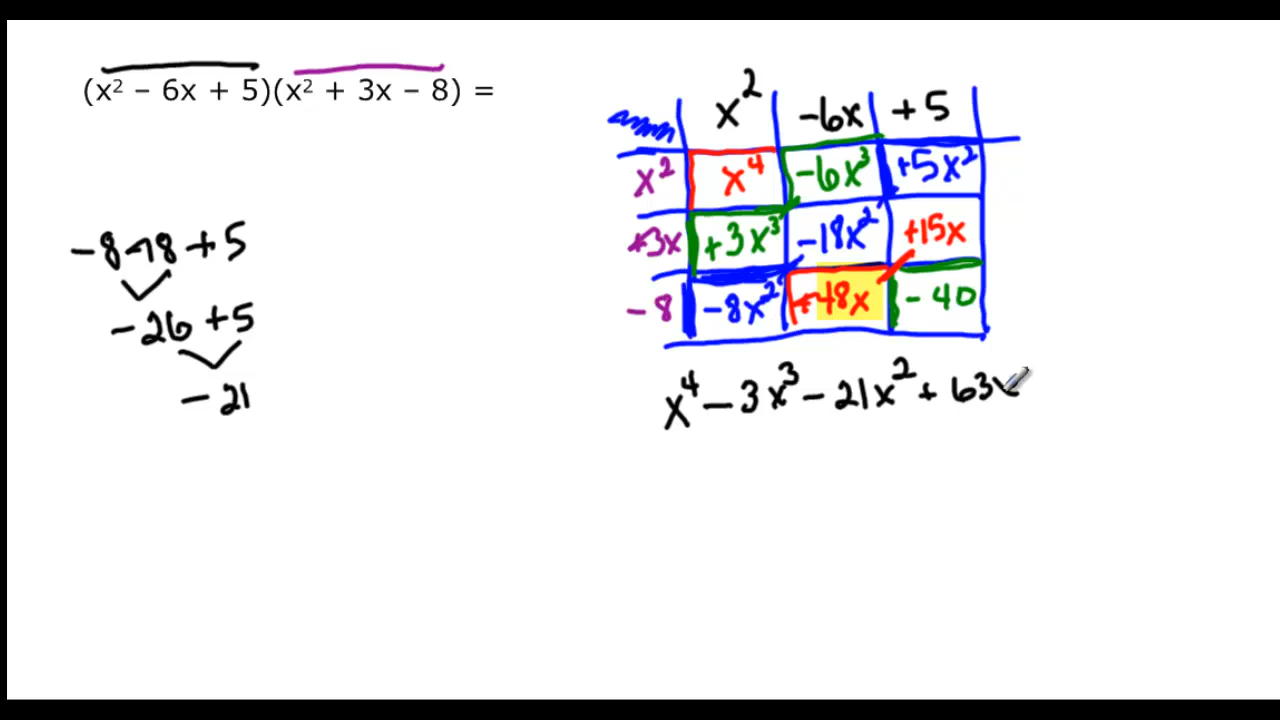 (x² – 6x + 5)(x² + 3x – 8) =
-8 -18 +5
-26 +5
-21
x² -6x +5
x² x⁴ -6x³ +5x²
+3x +3x³ -18x² +15x
-8 -8x² +48x -40
x⁴ - 3x³ - 21x² + 63x